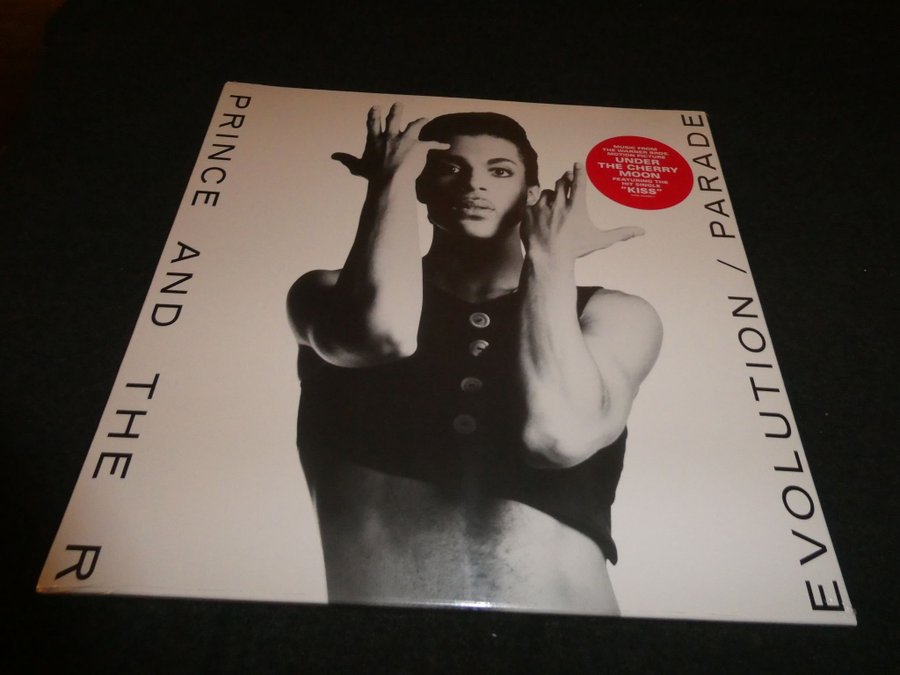 PRINCE AND THE R
EVOLUTION / PARADE
MUSIC FROM
THE WARNER BROS.
MOTION PICTURE
UNDER
THE CHERRY
MOON
FEATURING THE
HIT SINGLE
"KISS"